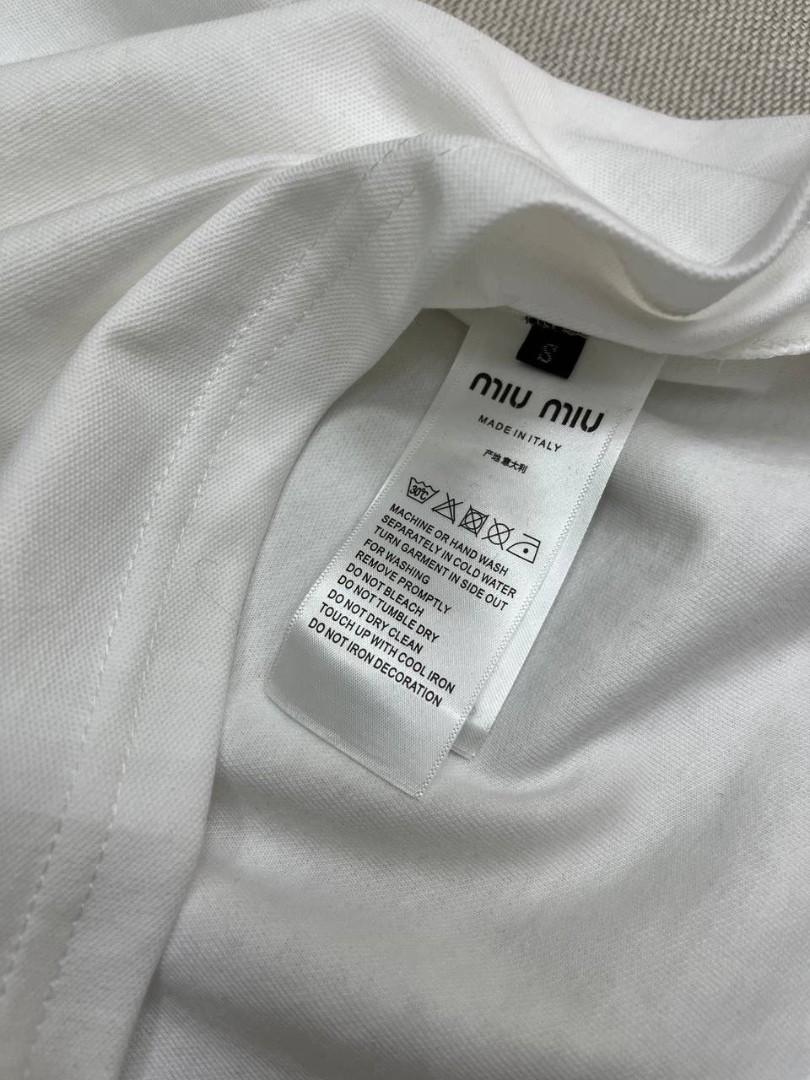 S
MIU MIU
MADE IN ITALY
产地意大利
30℃
MACHINE OR HAND WASH
SEPARATELY IN COLD WATER
TURN GARMENT IN SIDE OUT
FOR WASHING
REMOVE PROMPTLY
DO NOT BLEACH
DO NOT TUMBLE DRY
DO NOT DRY CLEAN
TOUCH UP WITH COOL IRON
DO NOT IRON DECORATION